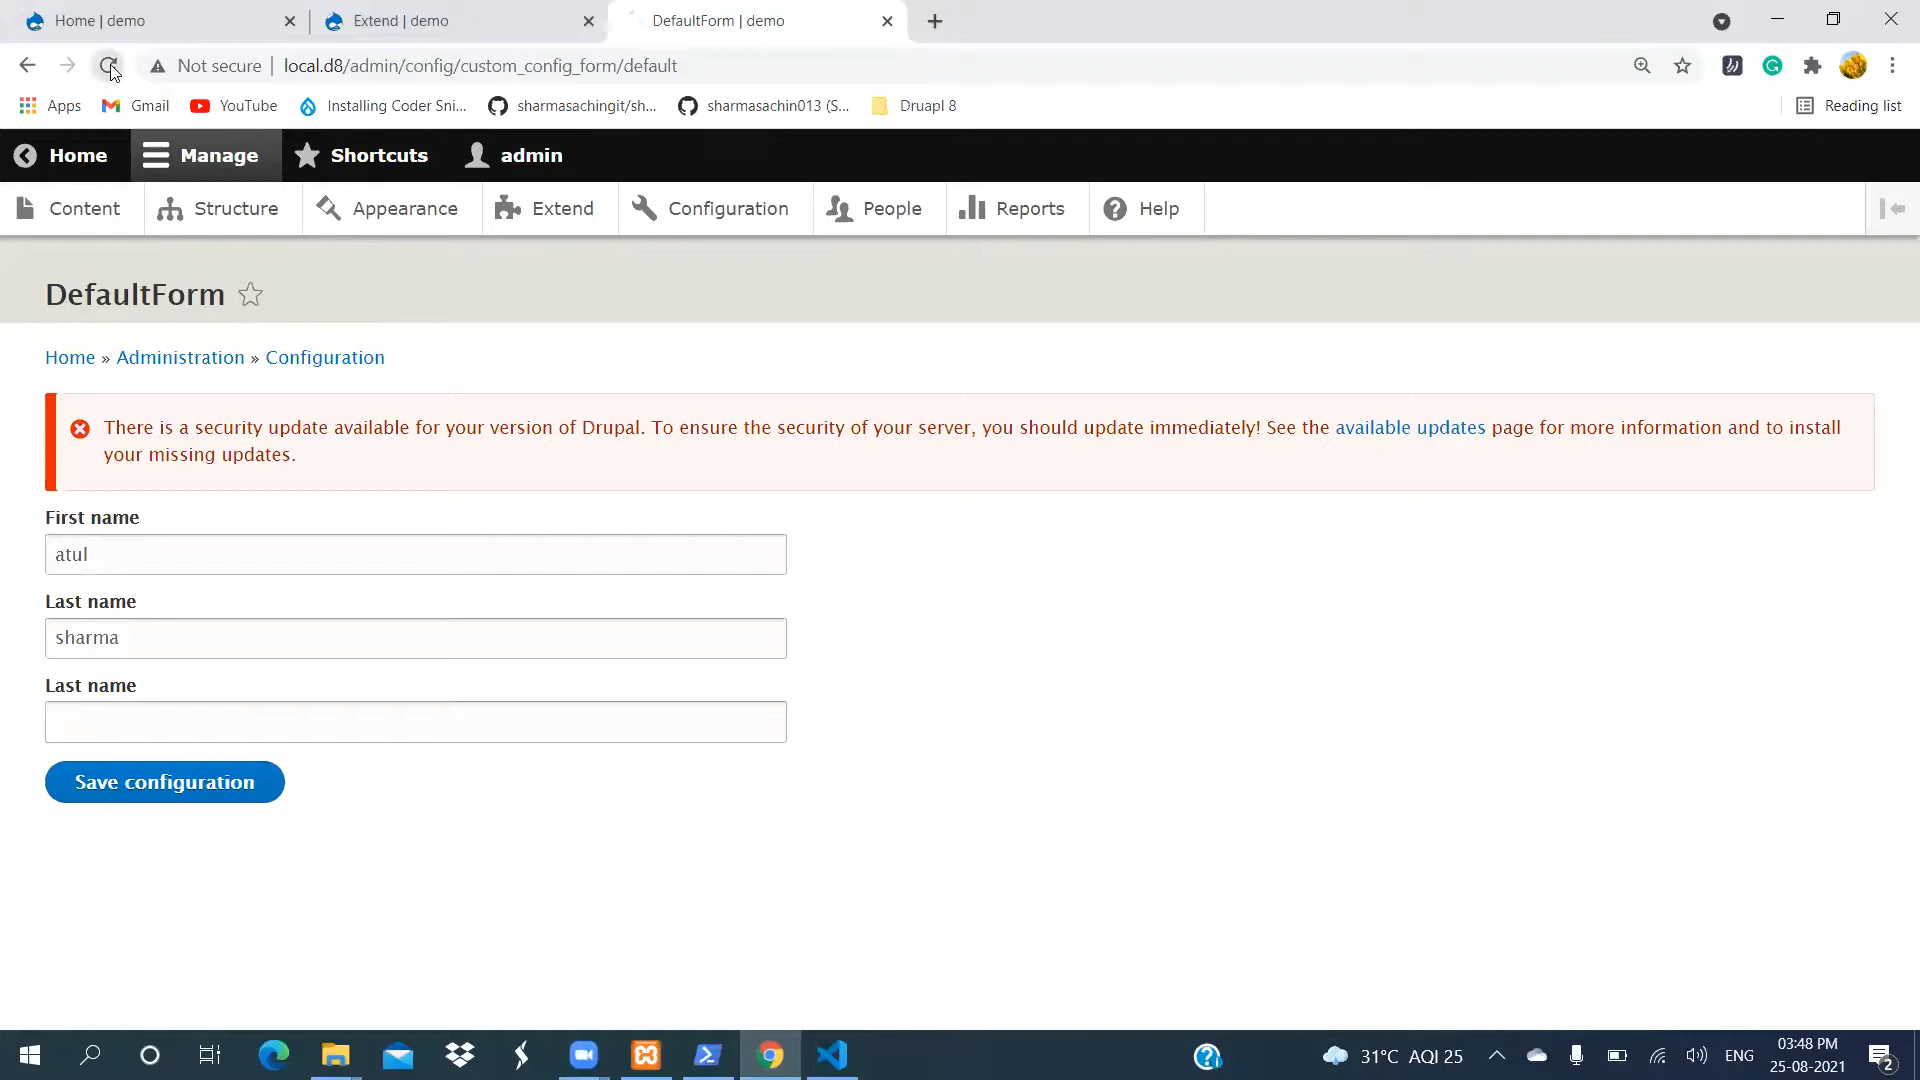 Home | demo
Extend | demo
DefaultForm | demo
Not secure | local.d8/admin/config/custom_config_form/default
Apps
Gmail
YouTube
Installing Coder Sni...
sharmasachingit/sh...
sharmasachin013 (S...
Druapl 8
Reading list
Home
Manage
Shortcuts
admin
Content
Structure
Appearance
Extend
Configuration
People
Reports
Help
DefaultForm
Home » Administration » Configuration
There is a security update available for your version of Drupal. To ensure the security of your server, you should update immediately! See the available updates page for more information and to install
your missing updates.
First name
atul
Last name
sharma
Last name
Save configuration
31°C AQI 25
ENG
03:48 PM
25-08-2021
2